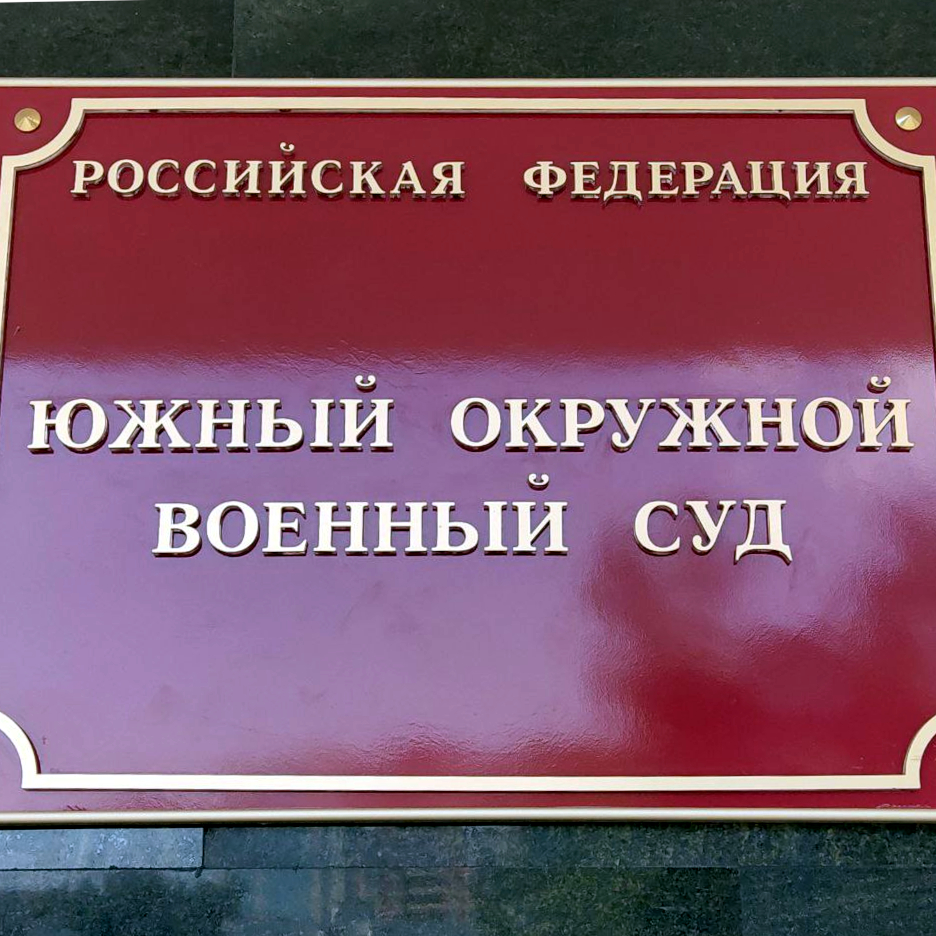 РОССИЙСКАЯ ФЕДЕРАЦИЯ
ЮЖНЫЙ ОКРУЖНОЙ
ВОЕННЫЙ СУД